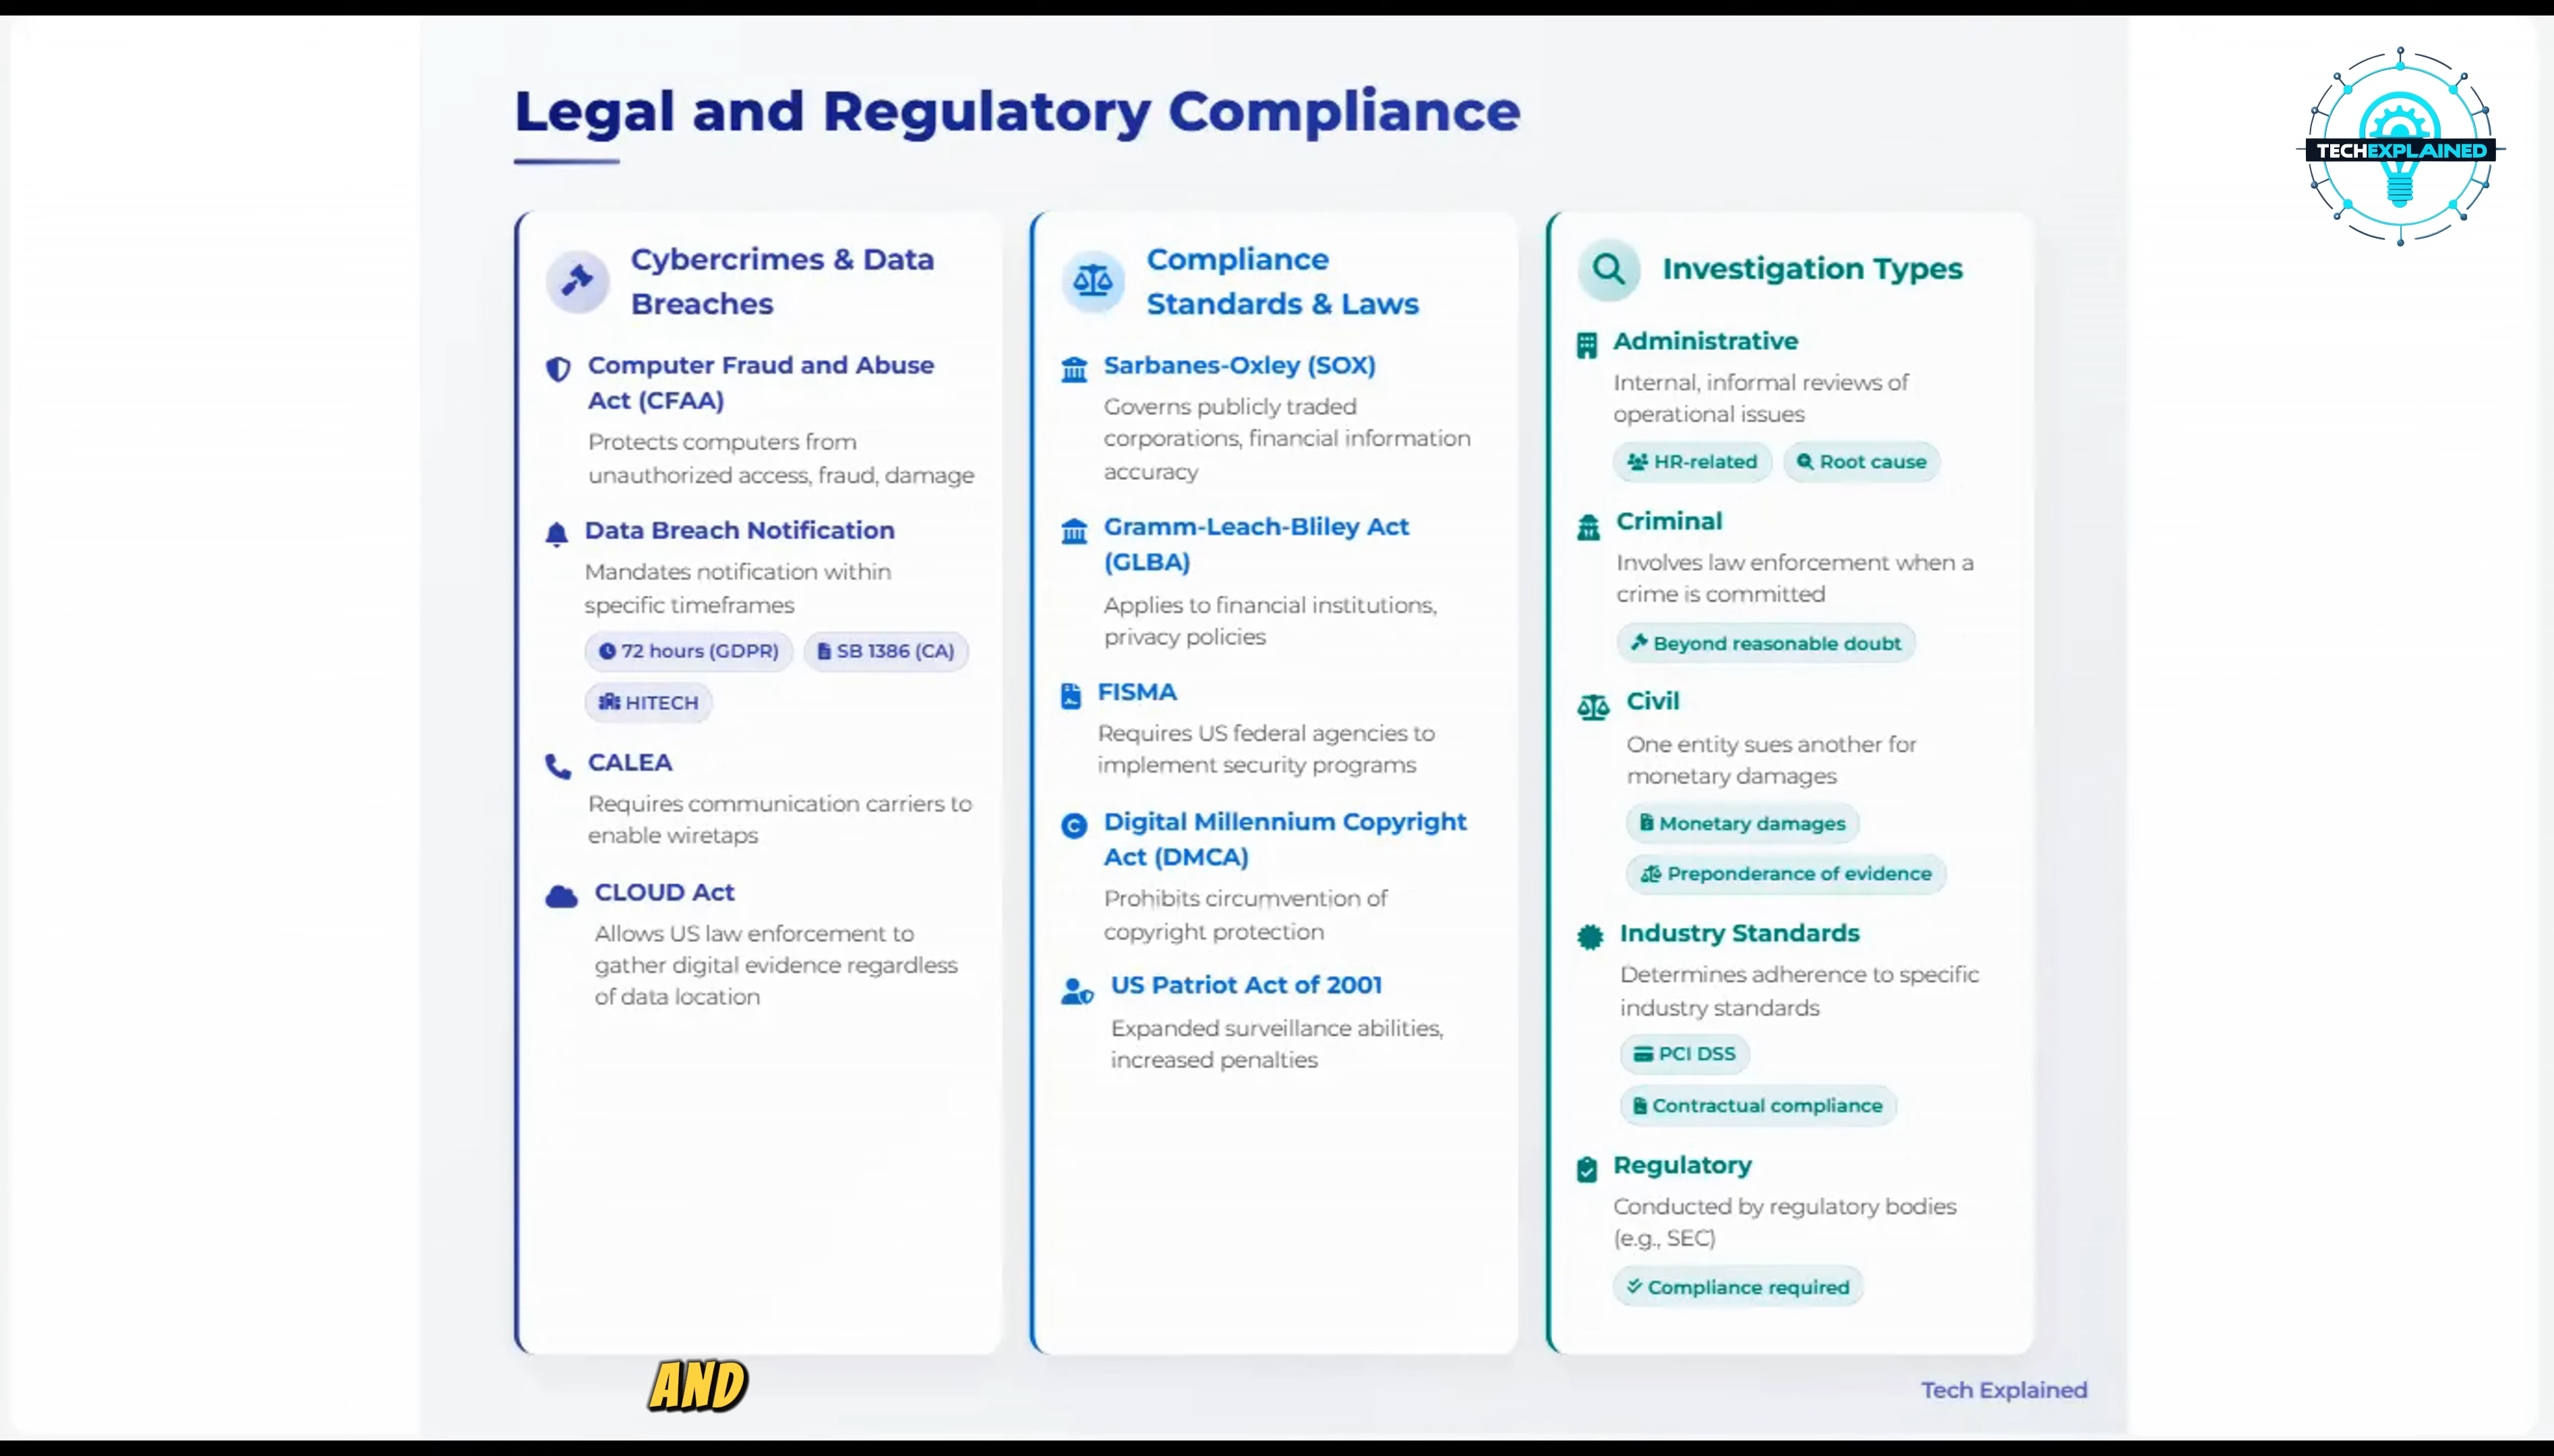 Legal and Regulatory Compliance
TECHEXPLAINED
Cybercrimes & Data
Breaches
Computer Fraud and Abuse
Act (CFAA)
Protects computers from
unauthorized access, fraud, damage
Data Breach Notification
Mandates notification within
specific timeframes
72 hours (GDPR)
SB 1386 (CA)
HITECH
CALEA
Requires communication carriers to
enable wiretaps
CLOUD Act
Allows US law enforcement to
gather digital evidence regardless
of data location
Compliance
Standards & Laws
Sarbanes-Oxley (SOX)
Governs publicly traded
corporations, financial information
accuracy
Gramm-Leach-Bliley Act
(GLBA)
Applies to financial institutions,
privacy policies
FISMA
Requires US federal agencies to
implement security programs
Digital Millennium Copyright
Act (DMCA)
Prohibits circumvention of
copyright protection
US Patriot Act of 2001
Expanded surveillance abilities,
increased penalties
Investigation Types
Administrative
Internal, informal reviews of
operational issues
HR-related
Root cause
Criminal
Involves law enforcement when a
crime is committed
Beyond reasonable doubt
Civil
One entity sues another for
monetary damages
Monetary damages
Preponderance of evidence
Industry Standards
Determines adherence to specific
industry standards
PCI DSS
Contractual compliance
Regulatory
Conducted by regulatory bodies
(e.g., SEC)
Compliance required
AND
Tech Explained